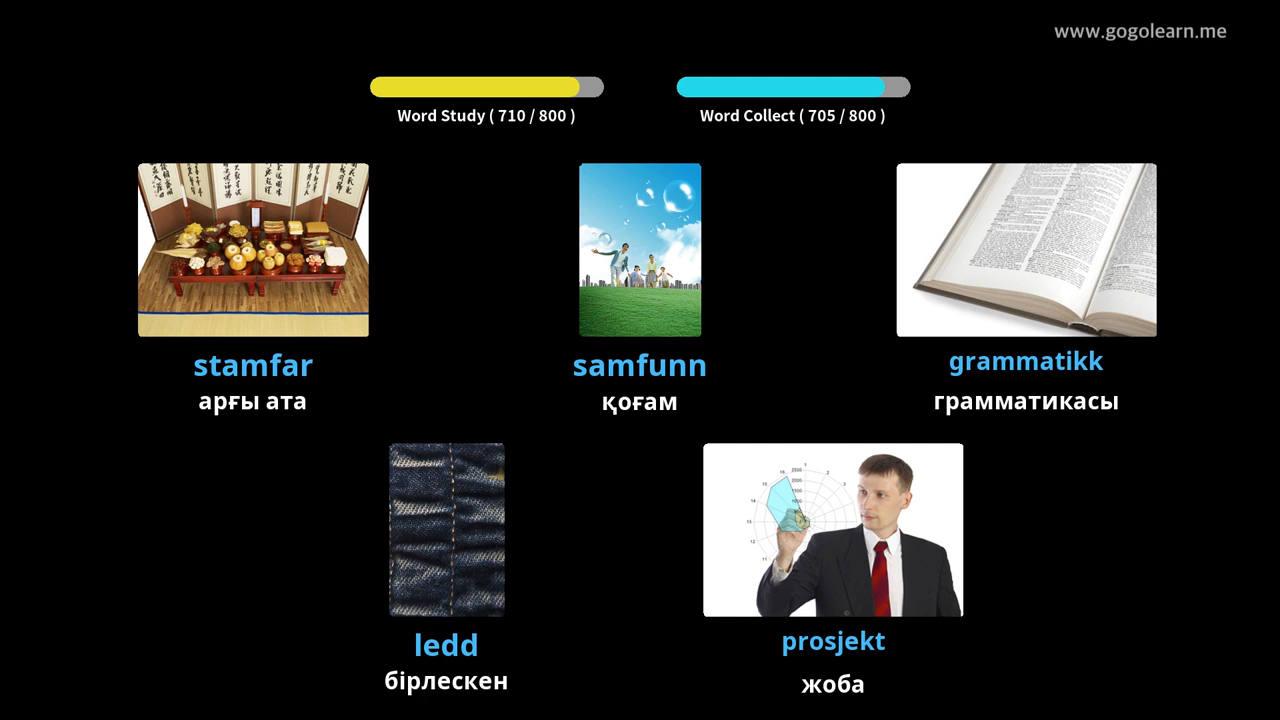 www.gogolearn.me
Word Study ( 710 / 800 )
Word Collect ( 705 / 800 )
stamfar
арғы ата
samfunn
қоғам
grammatikk
грамматикасы
ledd
бірлескен
prosjekt
жоба